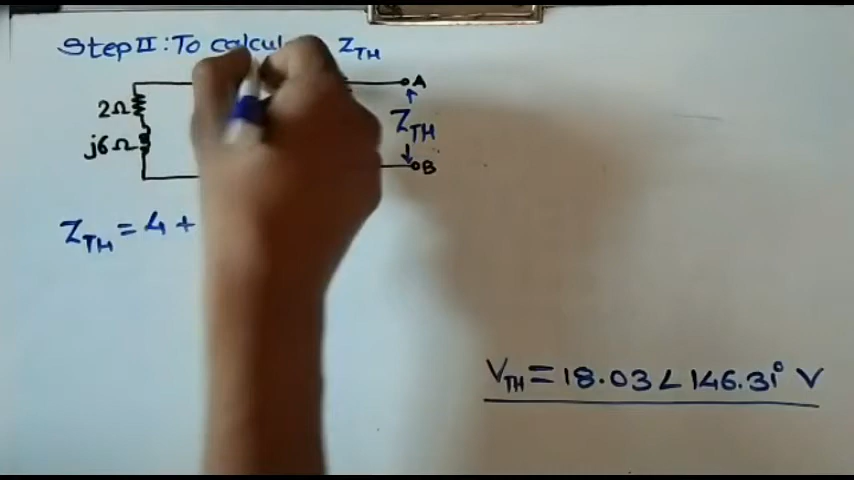 Step II : To calcul Z_TH
A
2Ω
Z_TH
j6Ω
B
Z_TH = 4 +
V_TH = 18.03∠146.31° V